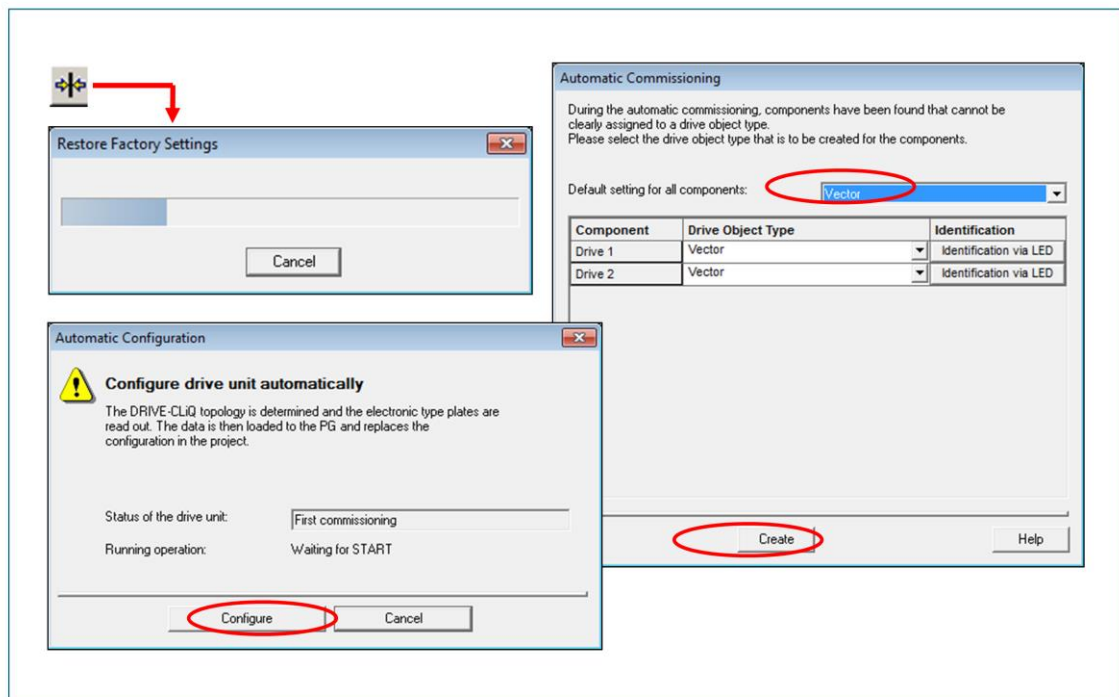 Restore Factory Settings
Cancel
Automatic Configuration
Configure drive unit automatically
The DRIVE-CLiQ topology is determined and the electronic type plates are
read out. The data is then loaded to the PG and replaces the
configuration in the project.
Status of the drive unit:
First commissioning
Running operation:
Waiting for START
Configure
Cancel
Automatic Commissioning
During the automatic commissioning, components have been found that cannot be
clearly assigned to a drive object type.
Please select the drive object type that is to be created for the components.
Default setting for all components:
Vector
Component Drive Object Type Identification
Drive 1 Vector Identification via LED
Drive 2 Vector Identification via LED
Create
Help